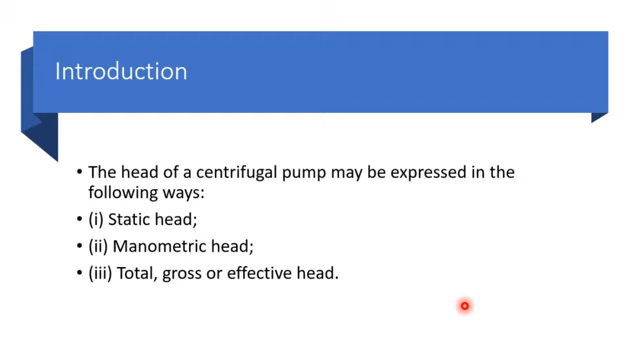 Introduction
• The head of a centrifugal pump may be expressed in the
following ways:
• (i) Static head;
• (ii) Manometric head;
• (iii) Total, gross or effective head.